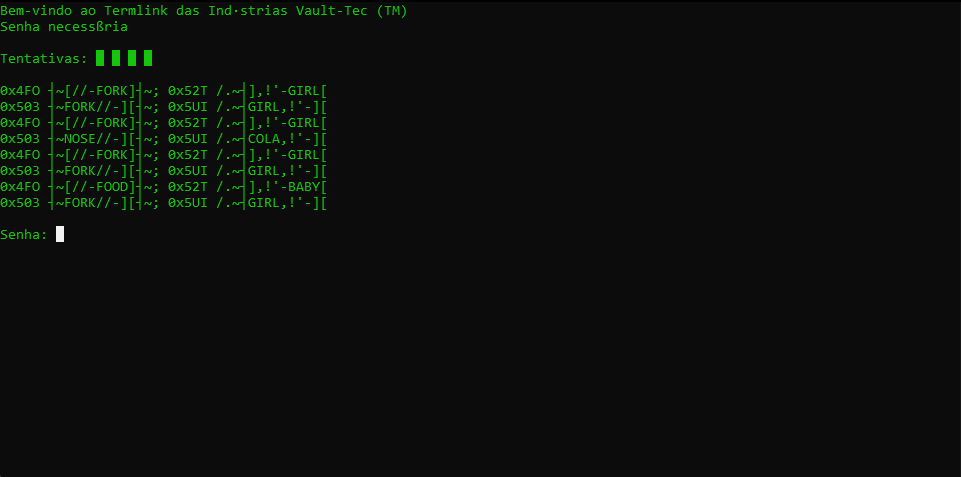 Bem-vindo ao Termlink das Ind·strias Vault-Tec (TM)
Senha necessßria
Tentativas: █ █ █ █
0x4FO ┤~[//-FORK]┤~; 0x52T /.~┤],!'-GIRL[
0x503 ┤~FORK//-][┤~; 0x5UI /.~┤GIRL,!'-][
0x4FO ┤~[//-FORK]┤~; 0x52T /.~┤],!'-GIRL[
0x503 ┤~NOSE//-][┤~; 0x5UI /.~┤COLA,!'-][
0x4FO ┤~[//-FORK]┤~; 0x52T /.~┤],!'-GIRL[
0x503 ┤~FORK//-][┤~; 0x5UI /.~┤GIRL,!'-][
0x4FO ┤~[//-FOOD]┤~; 0x52T /.~┤],!'-BABY[
0x503 ┤~FORK//-][┤~; 0x5UI /.~┤GIRL,!'-][
Senha: